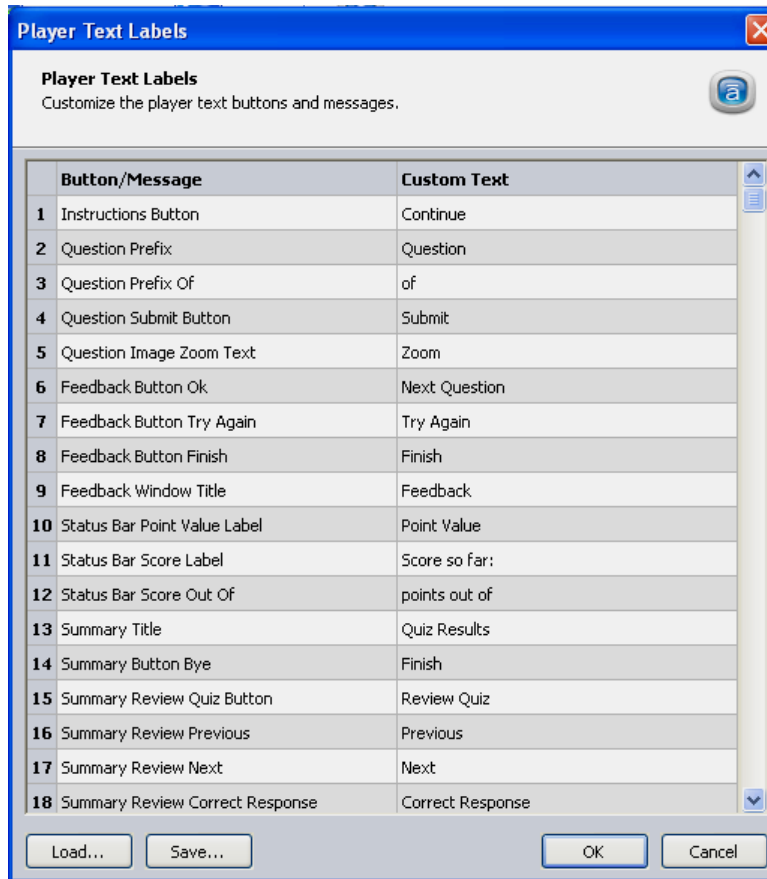 Player Text Labels
Player Text Labels
Customize the player text buttons and messages.
Button/Message Custom Text
1 Instructions Button Continue
2 Question Prefix Question
3 Question Prefix Of of
4 Question Submit Button Submit
5 Question Image Zoom Text Zoom
6 Feedback Button Ok Next Question
7 Feedback Button Try Again Try Again
8 Feedback Button Finish Finish
9 Feedback Window Title Feedback
10 Status Bar Point Value Label Point Value
11 Status Bar Score Label Score so far:
12 Status Bar Score Out Of points out of
13 Summary Title Quiz Results
14 Summary Button Bye Finish
15 Summary Review Quiz Button Review Quiz
16 Summary Review Previous Previous
17 Summary Review Next Next
18 Summary Review Correct Response Correct Response
Load... Save... OK Cancel